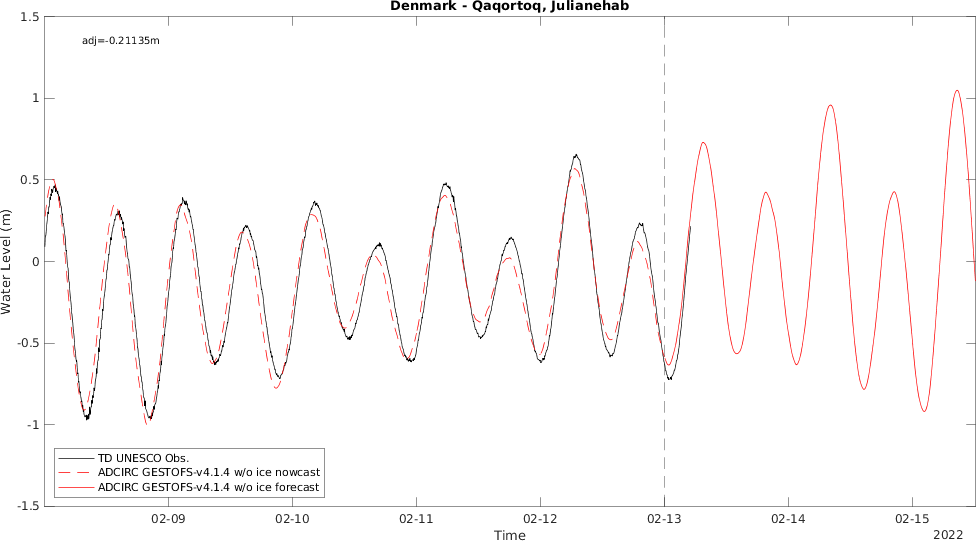 Denmark - Qaqortoq, Julianehab
adj=-0.21135m
Water Level (m)
1.5
1
0.5
0
-0.5
-1
-1.5
TD UNESCO Obs.
ADCIRC GESTOFS-v4.1.4 w/o ice nowcast
ADCIRC GESTOFS-v4.1.4 w/o ice forecast
02-09 02-10 02-11 02-12 02-13 02-14 02-15
Time
2022